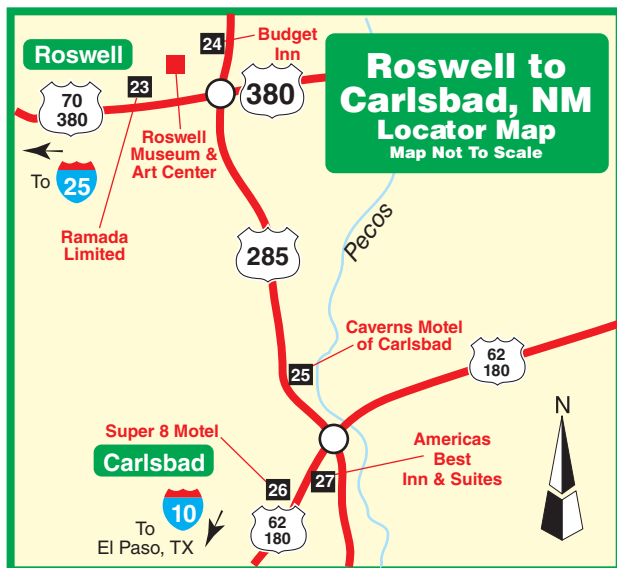 Roswell to
Carlsbad, NM
Locator Map
Map Not To Scale
Roswell
24
Budget
Inn
23
70
380
380
Roswell
Museum &
Art Center
To
25
Ramada
Limited
285
Pecos
Caverns Motel
of Carlsbad
25
62
180
Super 8 Motel
Carlsbad
Americas
Best
Inn & Suites
26
27
N
10
62
180
To
El Paso, TX